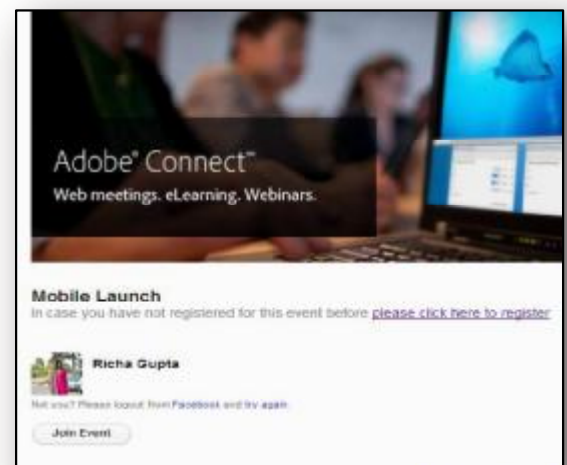 Adobe® Connect™
Web meetings. eLearning. Webinars.
Mobile Launch
In case you have not registered for this event before please click here to register
Richa Gupta
Not you? Please logout from Facebook and try again.
Join Event